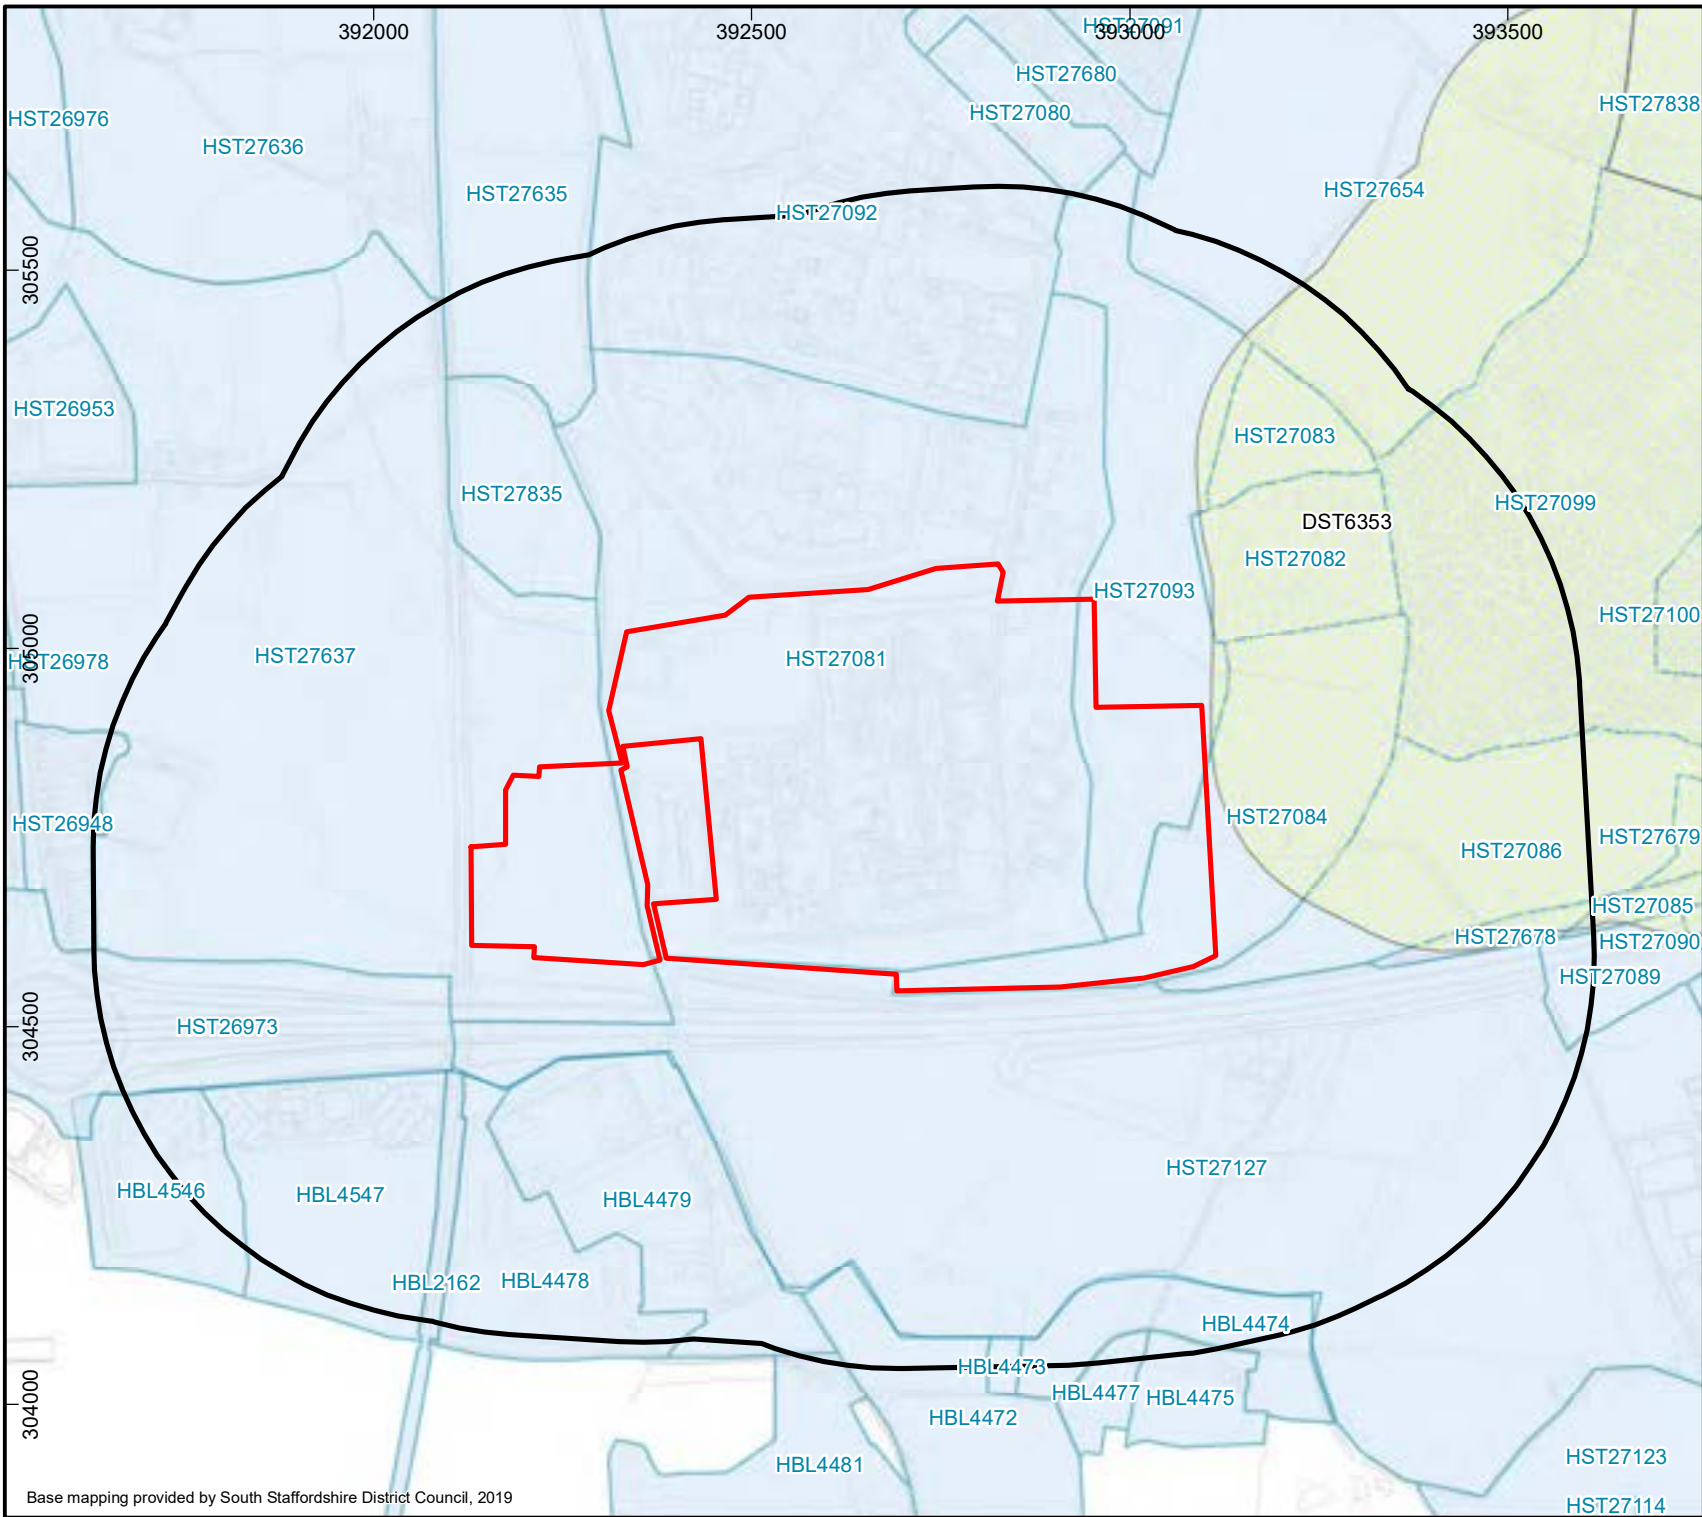 392000
392500
393000
393500
HST27091
HST27680
HST27838
HST26976
HST27080
HST27636
HST27635
HST27654
HST27092
305500
HST26953
HST27083
HST27835
HST27099
DST6353
HST27082
HST27093
HST27100
305000
HST26978
HST27637
HST27081
HST27084
HST26948
HST27086
HST27679
HST27085
HST27678
HST27090
HST27089
304500
HST26973
HST27127
HBL4546
HBL4547
HBL4479
HBL2162
HBL4478
HBL4474
HBL4473
HBL4477
HBL4475
304000
HBL4472
HBL4481
HST27123
HST27114
Base mapping provided by South Staffordshire District Council, 2019